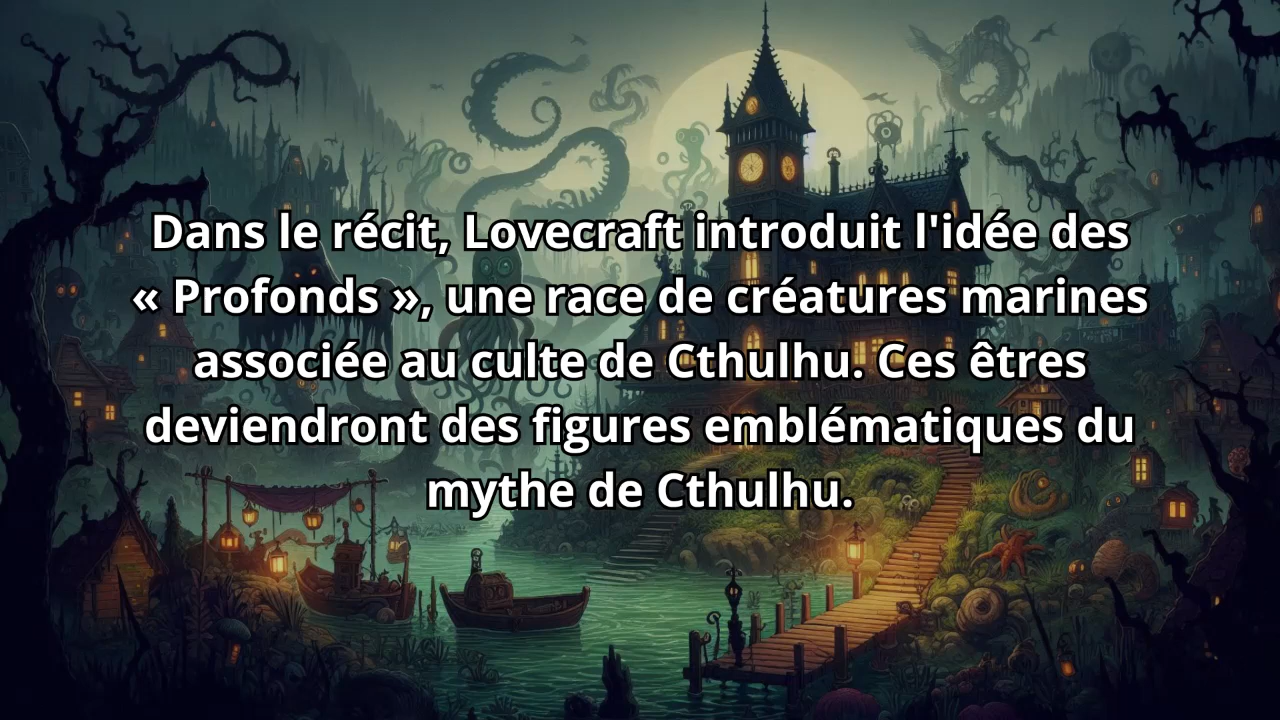 Dans le récit, Lovecraft introduit l'idée des
« Profonds », une race de créatures marines
associée au culte de Cthulhu. Ces êtres
deviendront des figures emblématiques du
mythe de Cthulhu.